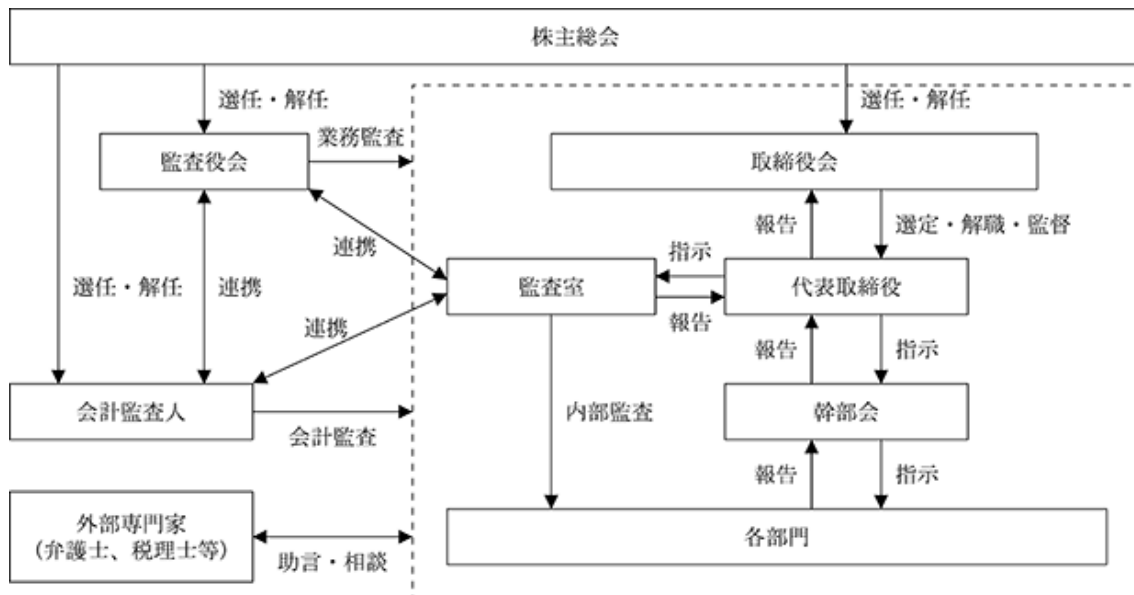 株主総会
選任・解任
選任・解任
監査役会
業務監査
取締役会
連携
報告
選定・解職・監督
指示
選任・解任
連携
監査室
代表取締役
連携
報告
報告
指示
会計監査人
会計監査
内部監査
幹部会
報告
指示
外部専門家
（弁護士、税理士等）
助言・相談
各部門